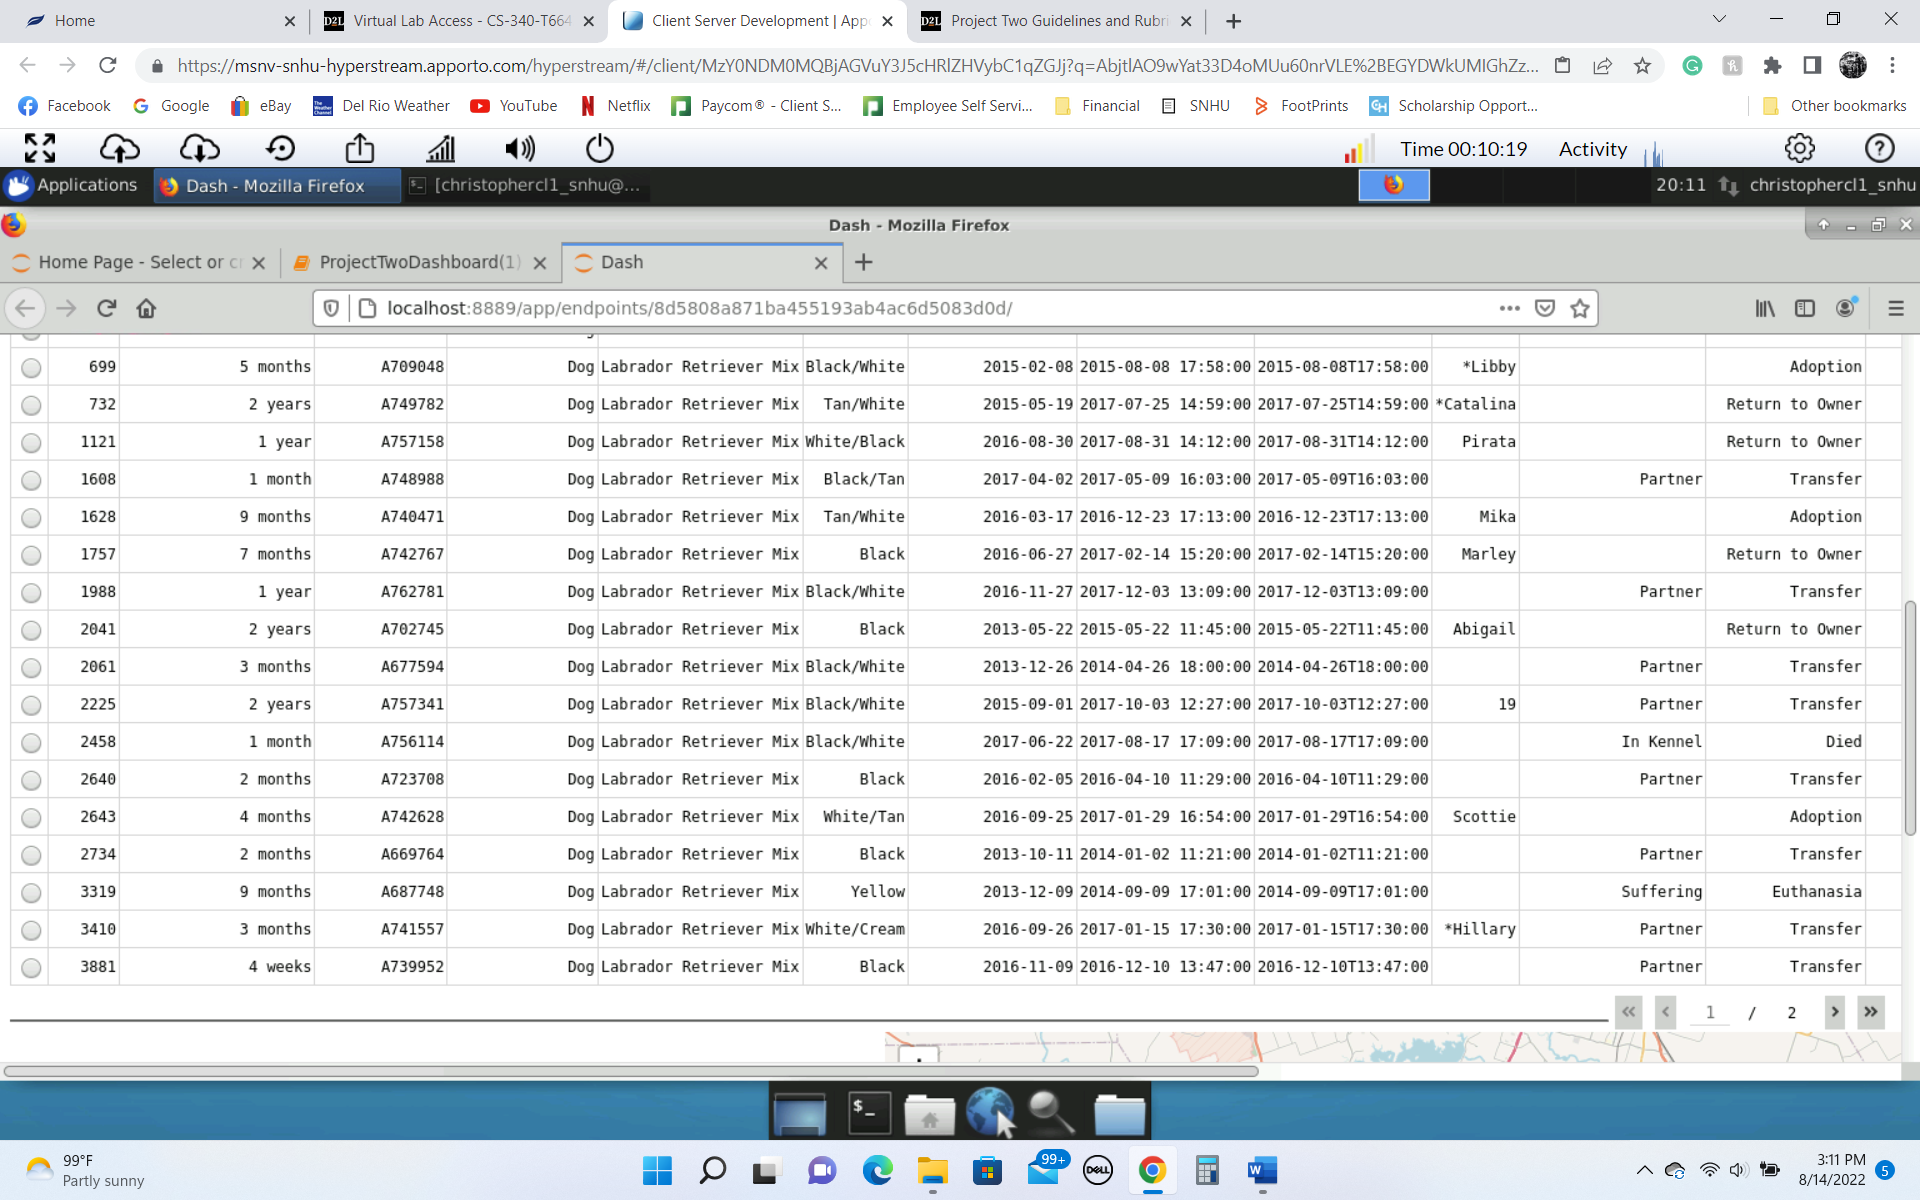 Home
Virtual Lab Access - CS-340-T664
Client Server Development | Appo
Project Two Guidelines and Rubri
https://msnv-snhu-hyperstream.apporto.com/hyperstream/#/client/MzY0NDM0MQBjAGVuY3J5cHRlZHVybC1qZGJj?q=AbjtlAO9wYat33D4oMUu60nrVLE%2BEGYDWkUMIGhZz...
Facebook Google eBay Del Rio Weather YouTube Netflix Paycom® - Client S... Employee Self Servi... Financial SNHU FootPrints Scholarship Opport... Other bookmarks
Time 00:10:19 Activity
Applications Dash - Mozilla Firefox [christophercl1_snhu@... 20:11 christophercl1_snhu
Dash - Mozilla Firefox
Home Page - Select or cr ProjectTwoDashboard(1) Dash
localhost:8889/app/endpoints/8d5808a871ba455193ab4ac6d5083d0d/
699 5 months A709048 Dog Labrador Retriever Mix Black/White 2015-02-08 2015-08-08 17:58:00 2015-08-08T17:58:00 *Libby Adoption
732 2 years A749782 Dog Labrador Retriever Mix Tan/White 2015-05-19 2017-07-25 14:59:00 2017-07-25T14:59:00 *Catalina Return to Owner
1121 1 year A757158 Dog Labrador Retriever Mix White/Black 2016-08-30 2017-08-31 14:12:00 2017-08-31T14:12:00 Pirata Return to Owner
1608 1 month A748988 Dog Labrador Retriever Mix Black/Tan 2017-04-02 2017-05-09 16:03:00 2017-05-09T16:03:00 Partner Transfer
1628 9 months A740471 Dog Labrador Retriever Mix Tan/White 2016-03-17 2016-12-23 17:13:00 2016-12-23T17:13:00 Mika Adoption
1757 7 months A742767 Dog Labrador Retriever Mix Black 2016-06-27 2017-02-14 15:20:00 2017-02-14T15:20:00 Marley Return to Owner
1988 1 year A762781 Dog Labrador Retriever Mix Black/White 2016-11-27 2017-12-03 13:09:00 2017-12-03T13:09:00 Partner Transfer
2041 2 years A702745 Dog Labrador Retriever Mix Black 2013-05-22 2015-05-22 11:45:00 2015-05-22T11:45:00 Abigail Return to Owner
2061 3 months A677594 Dog Labrador Retriever Mix Black/White 2013-12-26 2014-04-26 18:00:00 2014-04-26T18:00:00 Partner Transfer
2225 2 years A757341 Dog Labrador Retriever Mix Black/White 2015-09-01 2017-10-03 12:27:00 2017-10-03T12:27:00 19 Partner Transfer
2458 1 month A756114 Dog Labrador Retriever Mix Black/White 2017-06-22 2017-08-17 17:09:00 2017-08-17T17:09:00 In Kennel Died
2640 2 months A723708 Dog Labrador Retriever Mix Black 2016-02-05 2016-04-10 11:29:00 2016-04-10T11:29:00 Partner Transfer
2643 4 months A742628 Dog Labrador Retriever Mix White/Tan 2016-09-25 2017-01-29 16:54:00 2017-01-29T16:54:00 Scottie Adoption
2734 2 months A669764 Dog Labrador Retriever Mix Black 2013-10-11 2014-01-02 11:21:00 2014-01-02T11:21:00 Partner Transfer
3319 9 months A687748 Dog Labrador Retriever Mix Yellow 2013-12-09 2014-09-09 17:01:00 2014-09-09T17:01:00 Suffering Euthanasia
3410 3 months A741557 Dog Labrador Retriever Mix White/Cream 2016-09-26 2017-01-15 17:30:00 2017-01-15T17:30:00 *Hillary Partner Transfer
3881 4 weeks A739952 Dog Labrador Retriever Mix Black 2016-11-09 2016-12-10 13:47:00 2016-12-10T13:47:00 Partner Transfer
1 / 2
99°F
Partly sunny
99+
DELL
3:11 PM
8/14/2022
5